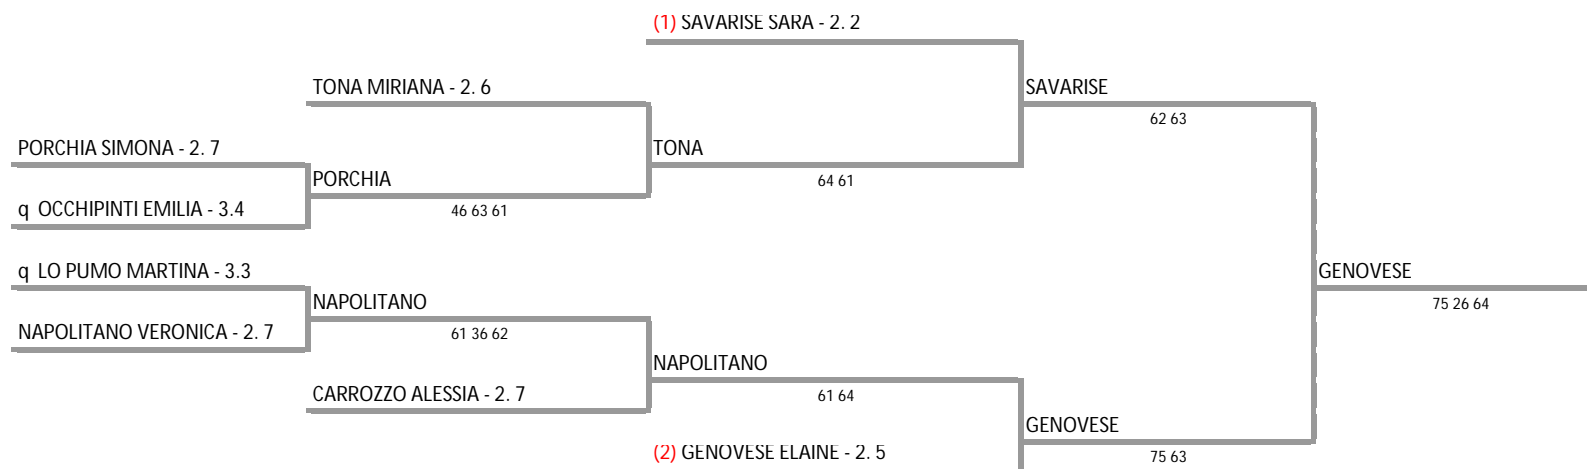 (1) SAVARISE SARA - 2. 2
TONA MIRIANA - 2. 6
SAVARISE
62 63
PORCHIA SIMONA - 2. 7
TONA
64 61
PORCHIA
46 63 61
q OCCHIPINTI EMILIA - 3.4
q LO PUMO MARTINA - 3.3
GENOVESE
75 26 64
NAPOLITANO
61 36 62
NAPOLITANO VERONICA - 2. 7
NAPOLITANO
61 64
CARROZZO ALESSIA - 2. 7
GENOVESE
75 63
(2) GENOVESE ELAINE - 2. 5